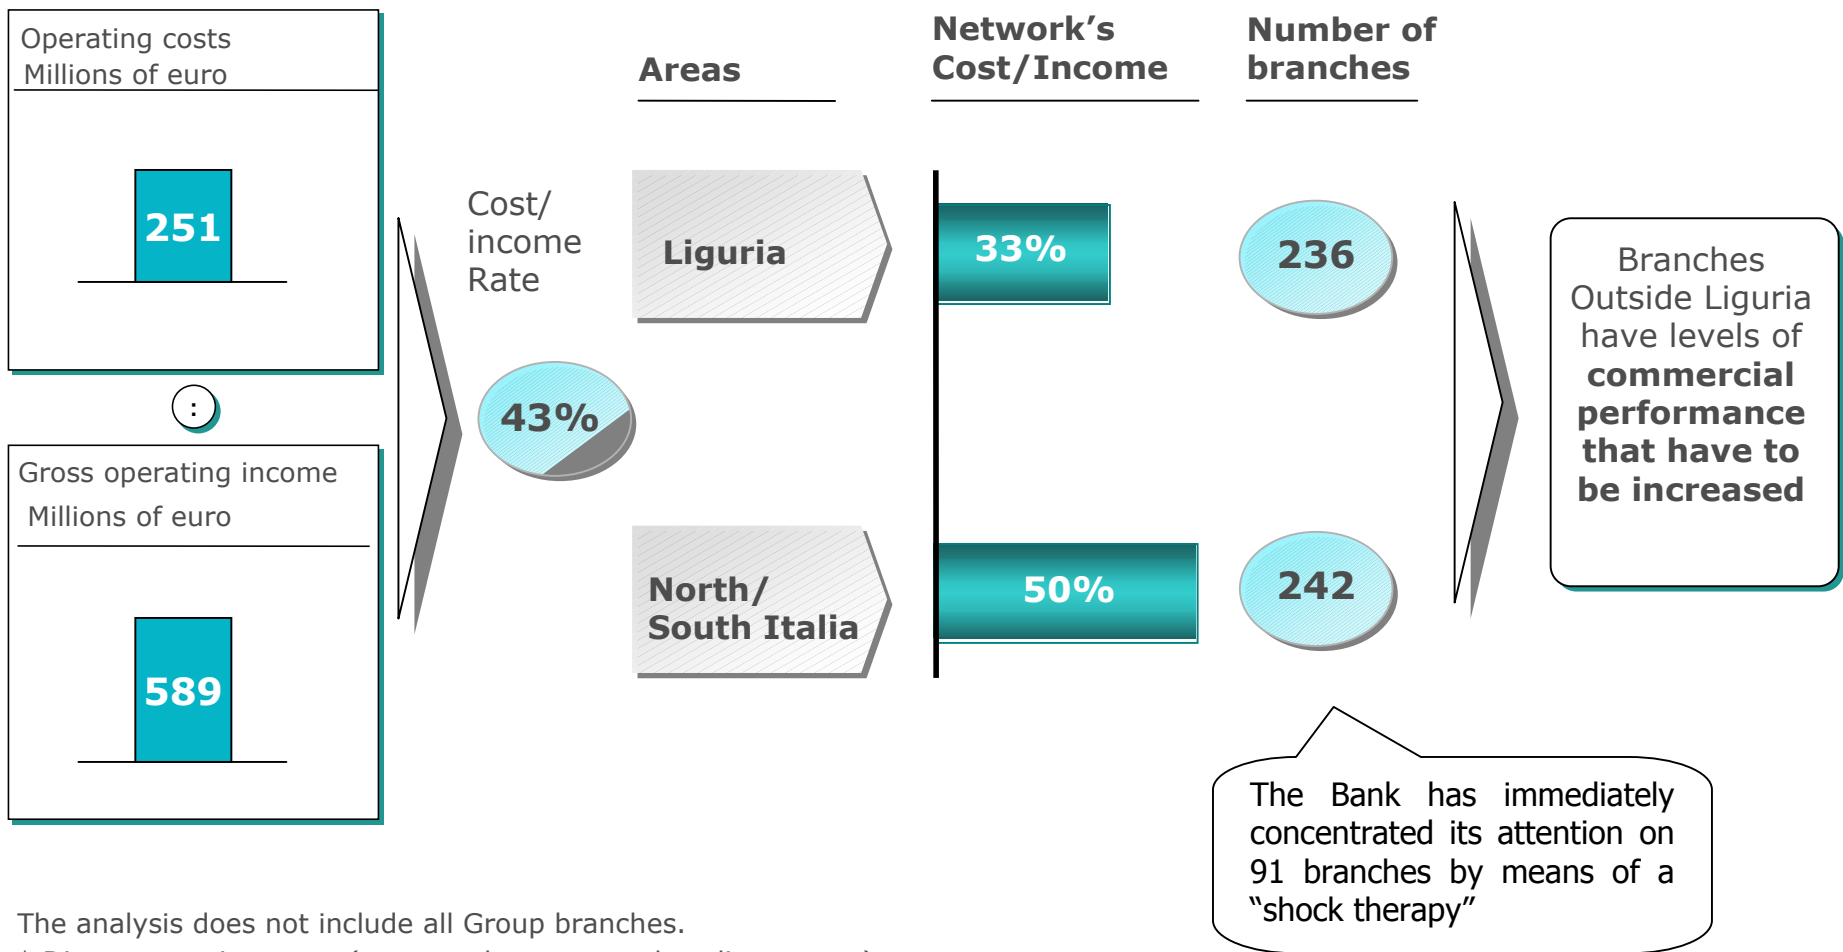 Operating costs
Millions of euro
251
:
Gross operating income
Millions of euro
589
Cost/
income
Rate
43%
Areas
Network’s
Cost/Income
Number of
branches
Liguria
33%
236
North/
South Italia
50%
242
Branches
Outside Liguria
have levels of
commercial
performance
that have to
be increased
The Bank has immediately
concentrated its attention on
91 branches by means of a
“shock therapy”
The analysis does not include all Group branches.